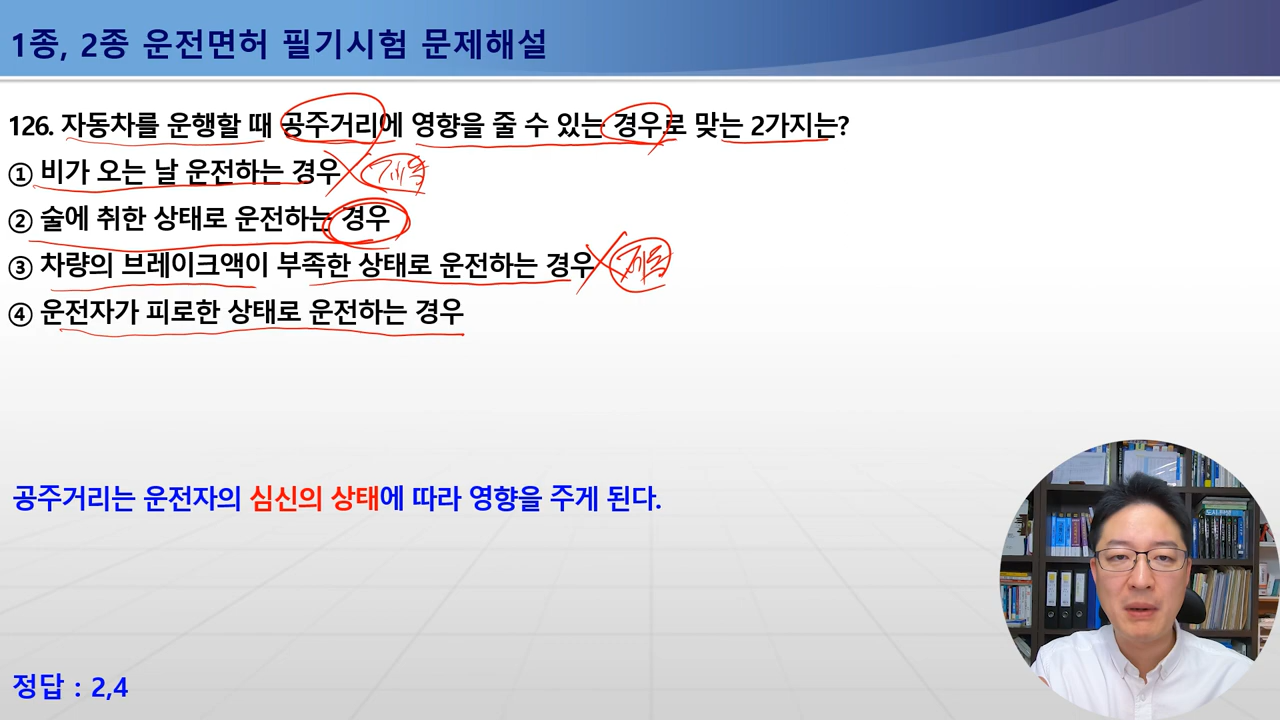 1종, 2종 운전면허 필기시험 문제해설
126. 자동차를 운행할 때 공주거리에 영향을 줄 수 있는 경우로 맞는 2가지는?
① 비가 오는 날 운전하는 경우 제동
② 술에 취한 상태로 운전하는 경우
③ 차량의 브레이크액이 부족한 상태로 운전하는 경우 제동
④ 운전자가 피로한 상태로 운전하는 경우
공주거리는 운전자의 심신의 상태에 따라 영향을 주게 된다.
정답 : 2,4